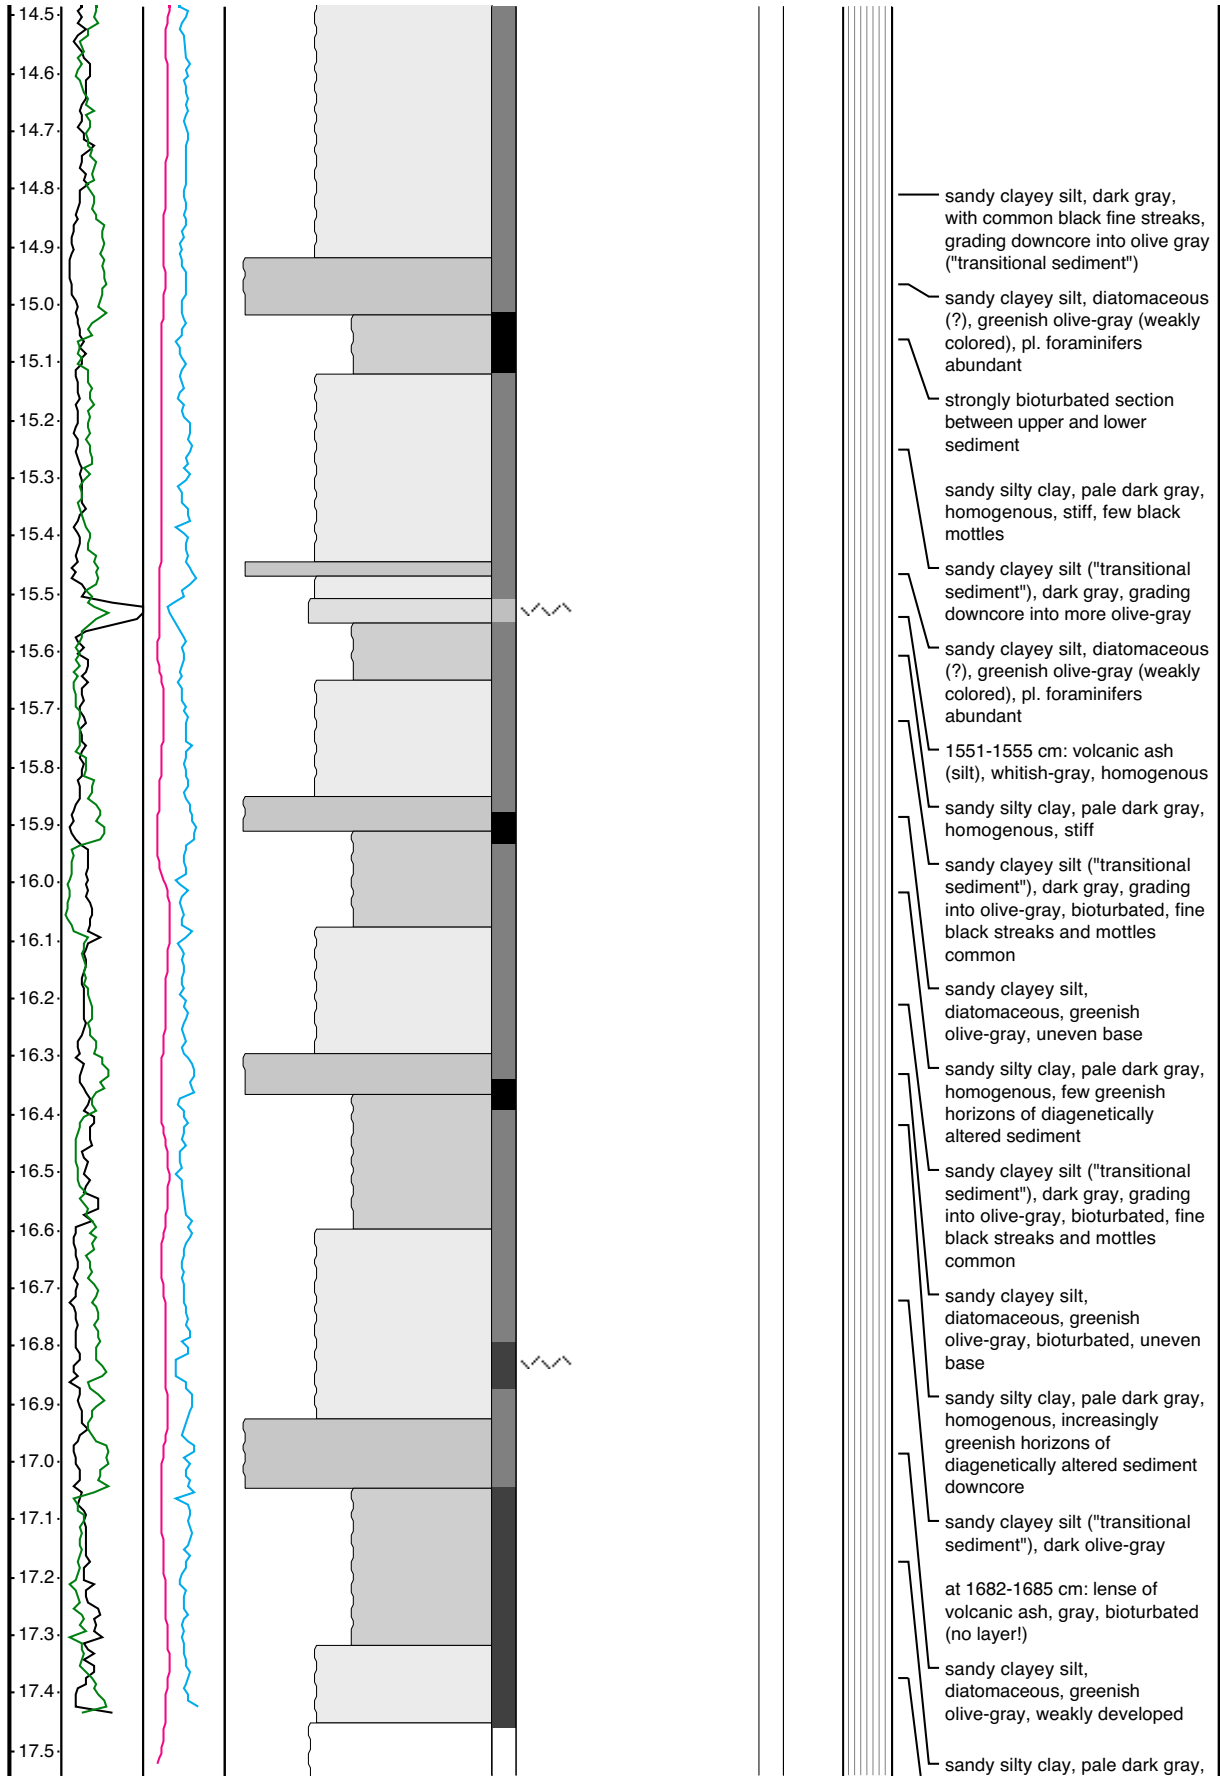 14.5
14.6
14.7
14.8
14.9
15.0
15.1
15.2
15.3
15.4
15.5
15.6
15.7
15.8
15.9
16.0
16.1
16.2
16.3
16.4
16.5
16.6
16.7
16.8
16.9
17.0
17.1
17.2
17.3
17.4
17.5
sandy clayey silt, dark gray,
with common black fine streaks,
grading downcore into olive gray
("transitional sediment")
sandy clayey silt, diatomaceous
(?), greenish olive-gray (weakly
colored), pl. foraminifers
abundant
strongly bioturbated section
between upper and lower
sediment
sandy silty clay, pale dark gray,
homogenous, stiff, few black
mottles
sandy clayey silt ("transitional
sediment"), dark gray, grading
downcore into more olive-gray
sandy clayey silt, diatomaceous
(?), greenish olive-gray (weakly
colored), pl. foraminifers
abundant
1551-1555 cm: volcanic ash
(silt), whitish-gray, homogenous
sandy silty clay, pale dark gray,
homogenous, stiff
sandy clayey silt ("transitional
sediment"), dark gray, grading
into olive-gray, bioturbated, fine
black streaks and mottles
common
sandy clayey silt,
diatomaceous, greenish
olive-gray, uneven base
sandy silty clay, pale dark gray,
homogenous, few greenish
horizons of diagenetically
altered sediment
sandy clayey silt ("transitional
sediment"), dark gray, grading
into olive-gray, bioturbated, fine
black streaks and mottles
common
sandy clayey silt,
diatomaceous, greenish
olive-gray, bioturbated, uneven
base
sandy silty clay, pale dark gray,
homogenous, increasingly
greenish horizons of
diagenetically altered sediment
downcore
sandy clayey silt ("transitional
sediment"), dark olive-gray
at 1682-1685 cm: lense of
volcanic ash, gray, bioturbated
(no layer!)
sandy clayey silt,
diatomaceous, greenish
olive-gray, weakly developed
sandy silty clay, pale dark gray,